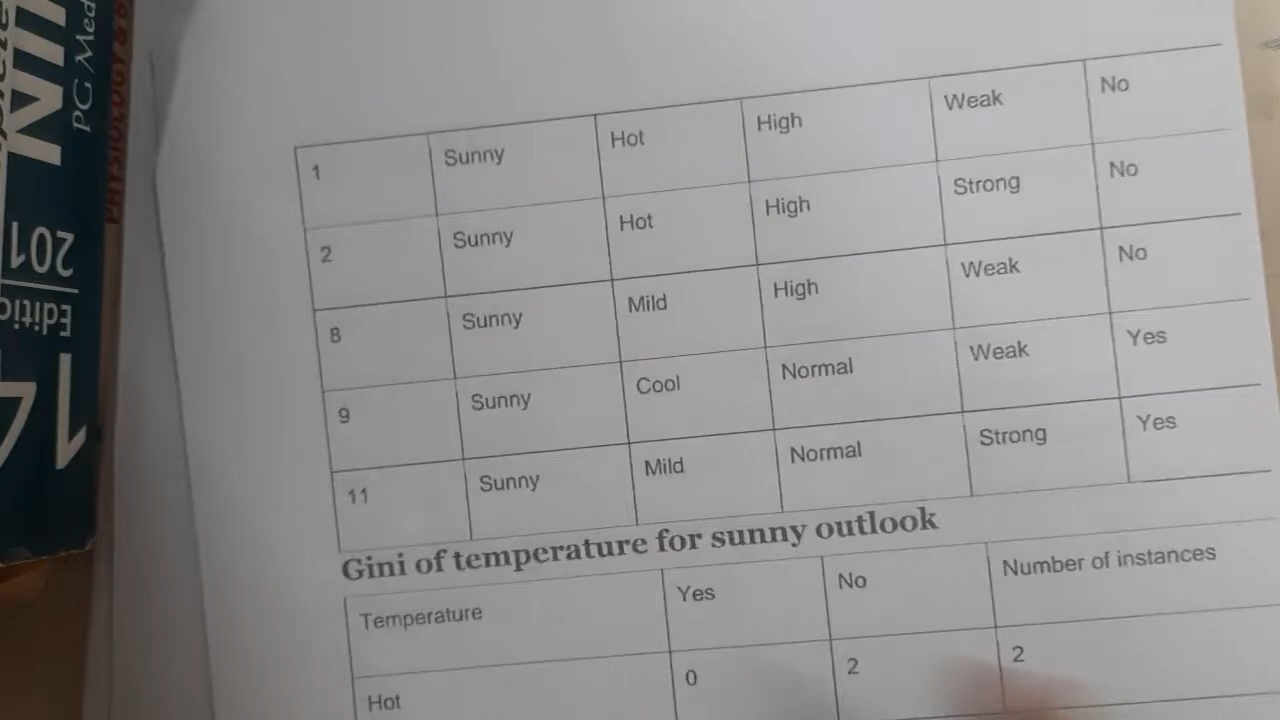 1 Sunny Hot High Weak No
2 Sunny Hot High Strong No
8 Sunny Mild High Weak No
9 Sunny Cool Normal Weak Yes
11 Sunny Mild Normal Strong Yes
Gini of temperature for sunny outlook
Temperature Yes No Number of instances
Hot 0 2 2
PG Med
PHYSIOLOGY &
201
Editio